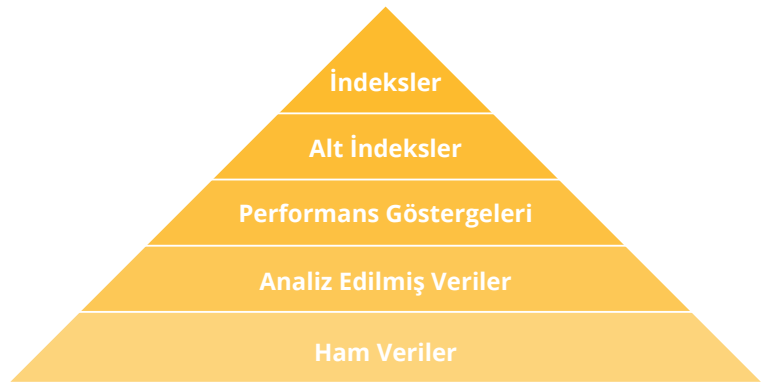 İndeksler
Alt İndeksler
Performans Göstergeleri
Analiz Edilmiş Veriler
Ham Veriler